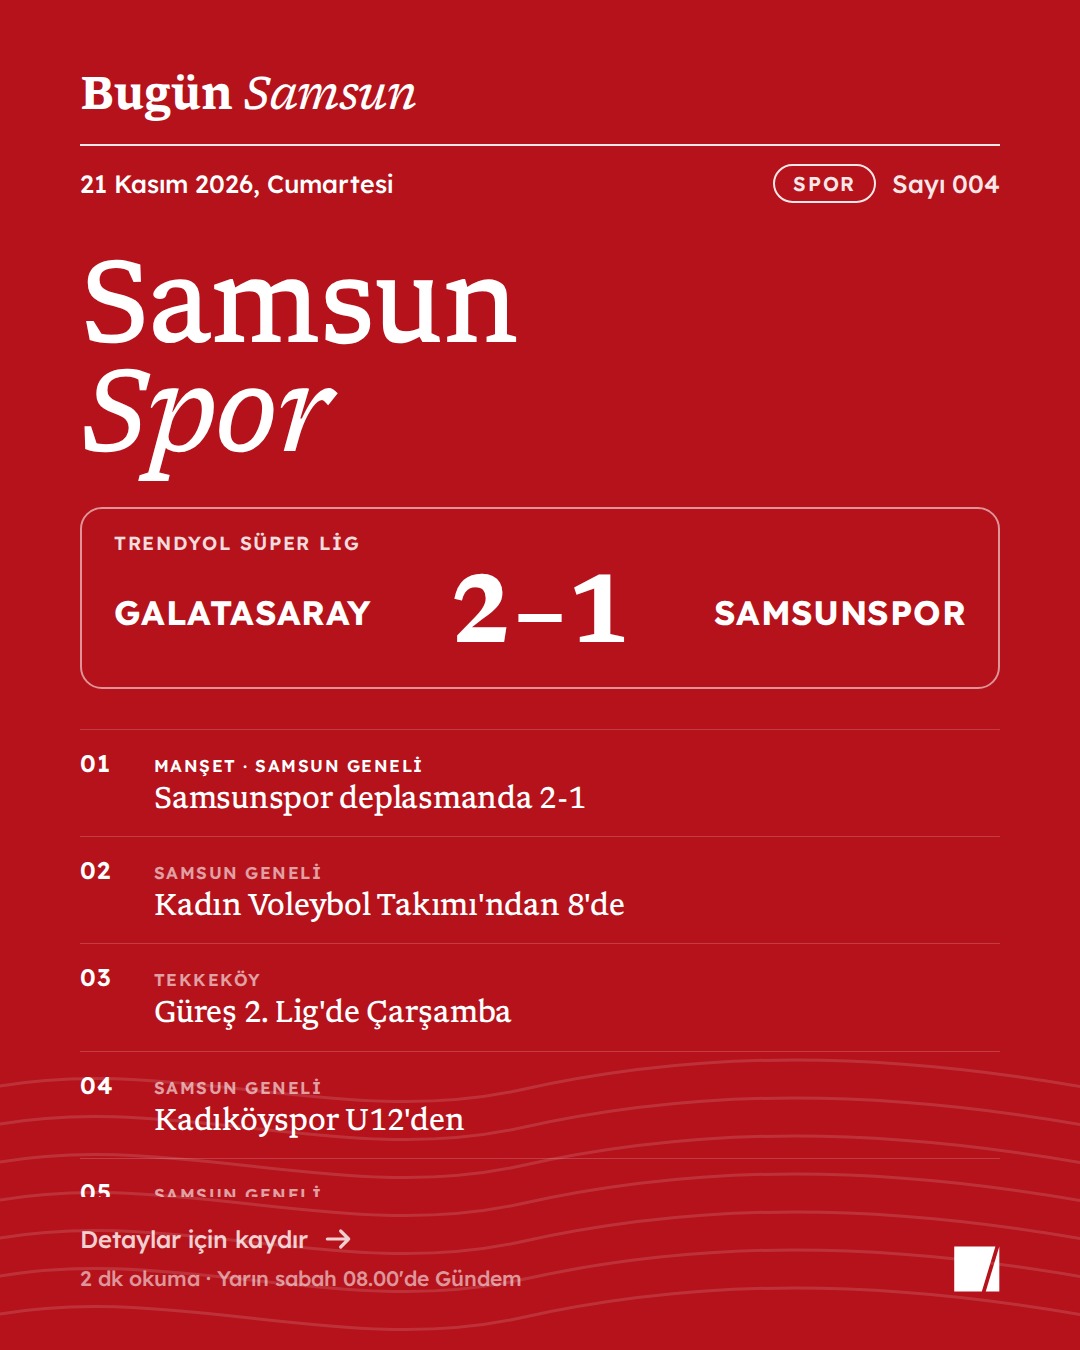 Bugün Samsun
21 Kasım 2026, Cumartesi
SPOR Sayı 004
Samsun
Spor
TRENDYOL SÜPER LİG
GALATASARAY 2–1 SAMSUNSPOR
01 MANŞET · SAMSUN GENELİ
Samsunspor deplasmanda 2-1
02 SAMSUN GENELİ
Kadın Voleybol Takımı'ndan 8'de
03 TEKKEKÖY
Güreş 2. Lig'de Çarşamba
04 SAMSUN GENELİ
Kadıköyspor U12'den
05 SAMSUN GENELİ
Detaylar için kaydır →
2 dk okuma · Yarın sabah 08.00'de Gündem